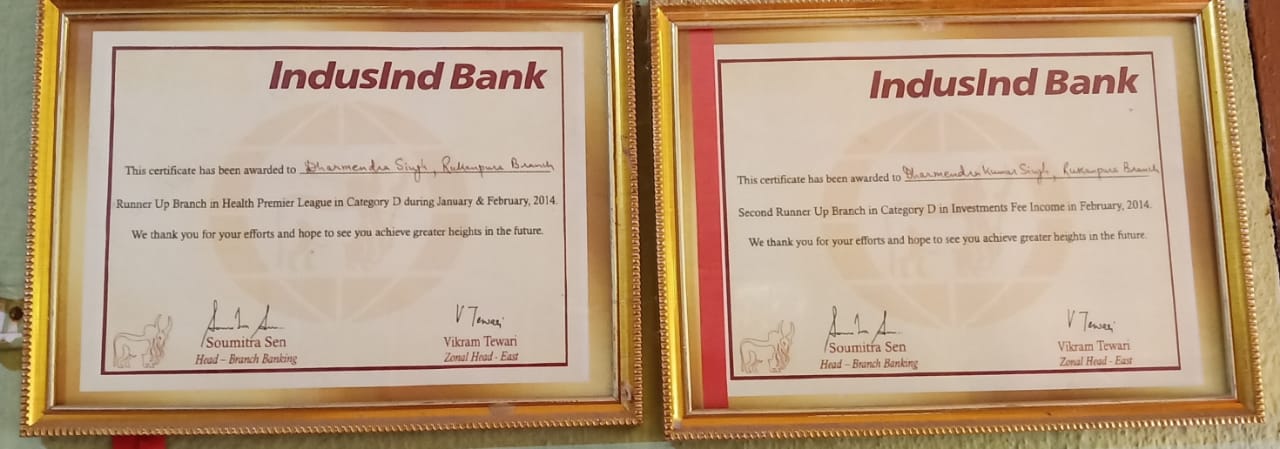 IndusInd Bank
This certificate has been awarded to Dharmendra Singh, Rukanpura Branch
Runner Up Branch in Health Premier League in Category D during January & February, 2014.
We thank you for your efforts and hope to see you achieve greater heights in the future.
Soumitra Sen
Head – Branch Banking
V Tewari
Vikram Tewari
Zonal Head - East
IndusInd Bank
This certificate has been awarded to Dharmendra Kumar Singh, Rukanpura Branch
Second Runner Up Branch in Category D in Investments Fee Income in February, 2014.
We thank you for your efforts and hope to see you achieve greater heights in the future.
Soumitra Sen
Head – Branch Banking
V Tewari
Vikram Tewari
Zonal Head - East